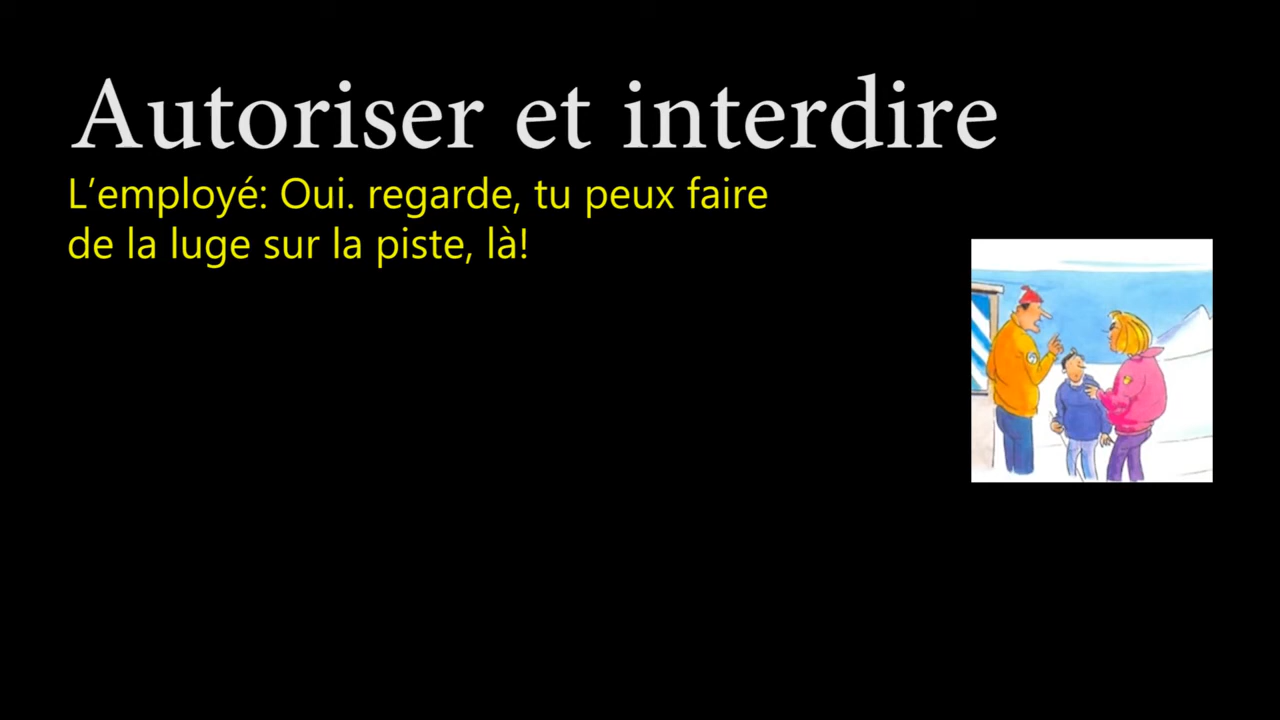 Autoriser et interdire
L’employé: Oui. regarde, tu peux faire
de la luge sur la piste, là!